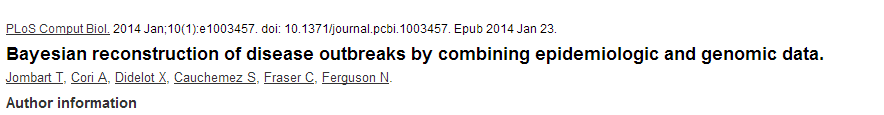 PLoS Comput Biol. 2014 Jan;10(1):e1003457. doi: 10.1371/journal.pcbi.1003457. Epub 2014 Jan 23.
Bayesian reconstruction of disease outbreaks by combining epidemiologic and genomic data.
Jombart T, Cori A, Didelot X, Cauchemez S, Fraser C, Ferguson N.
Author information